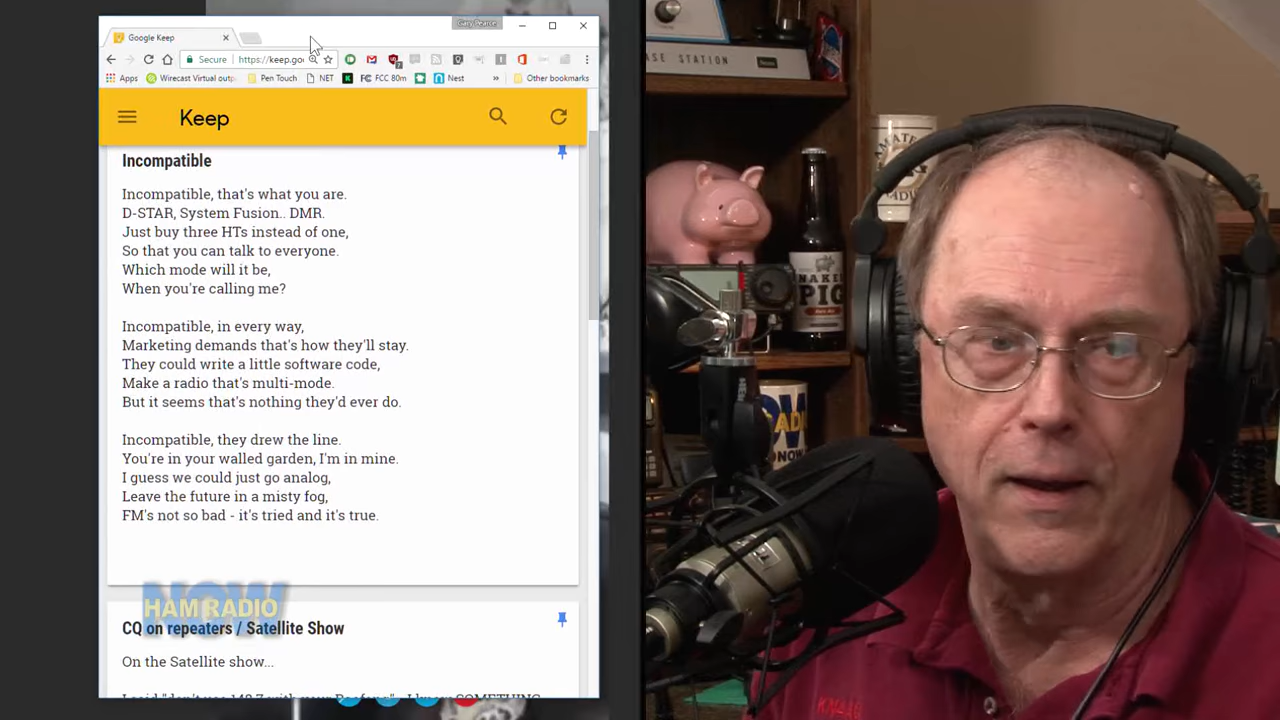 Gary Pearce
Google Keep
Secure
https://keep.goo
Apps
Wirecast Virtual outp
Pen Touch
NET
FCC 80m
Nest
»
Other bookmarks
Keep
Incompatible
Incompatible, that's what you are.
D-STAR, System Fusion.. DMR.
Just buy three HTs instead of one,
So that you can talk to everyone.
Which mode will it be,
When you're calling me?
Incompatible, in every way,
Marketing demands that's how they'll stay.
They could write a little software code,
Make a radio that's multi-mode.
But it seems that's nothing they'd ever do.
Incompatible, they drew the line.
You're in your walled garden, I'm in mine.
I guess we could just go analog,
Leave the future in a misty fog,
FM's not so bad - it's tried and it's true.
NOW
HAM RADIO
CQ on repeaters / Satellite Show
On the Satellite show...
BASE STATION
NAKED
PIG